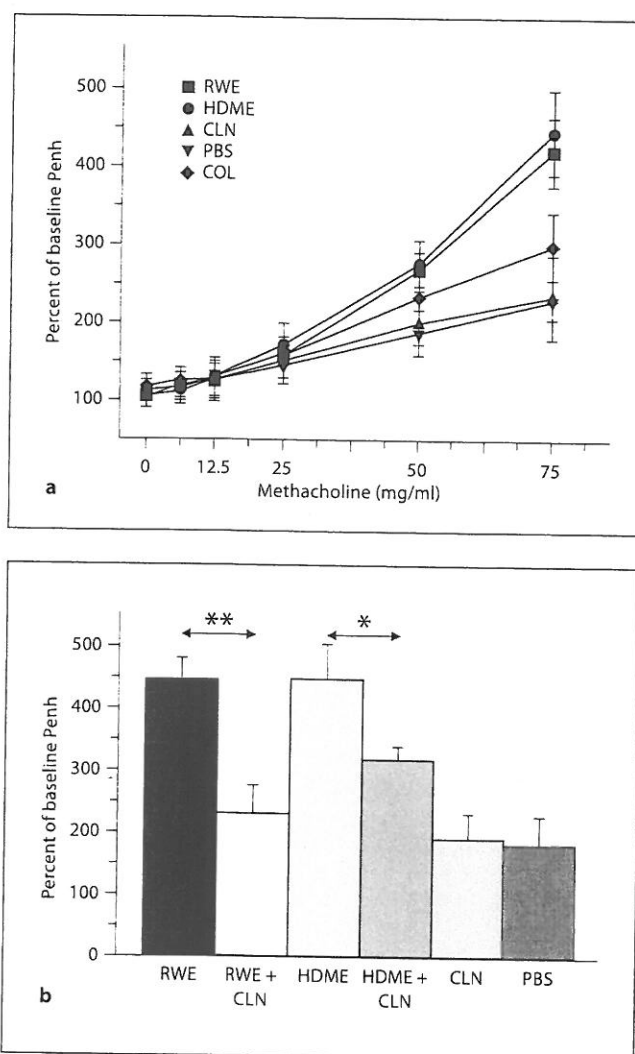 500
400
300
200
100
Percent of baseline Penh
RWE
HDME
CLN
PBS
COL
0
12.5
25
50
75
Methacholine (mg/ml)
a
500
400
300
200
100
0
Percent of baseline Penh
**
*
RWE
RWE +
CLN
HDME
HDME +
CLN
CLN
PBS
b